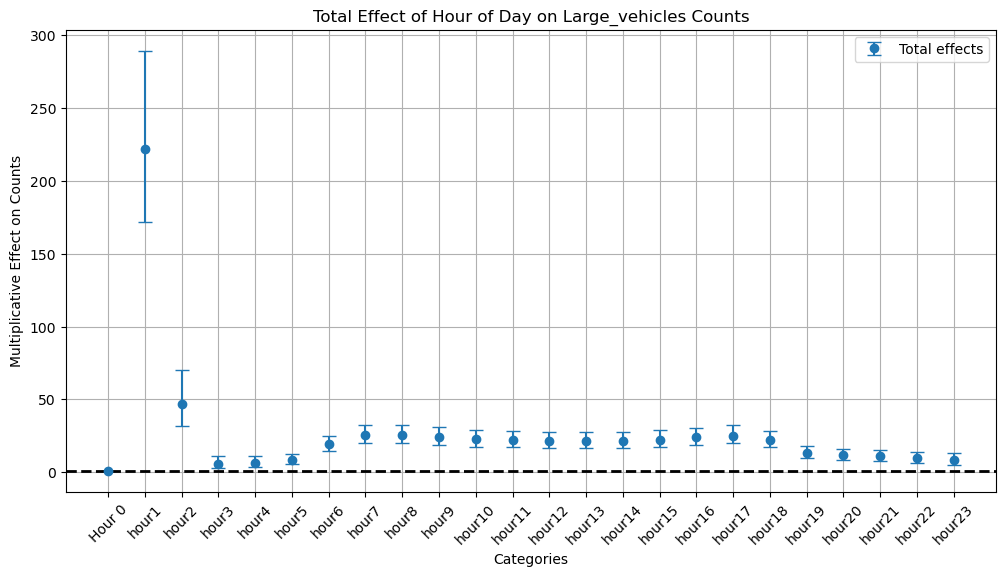 Total Effect of Hour of Day on Large_vehicles Counts
Total effects
Multiplicative Effect on Counts
300
250
200
150
100
50
0
Hour 0
hour1
hour2
hour3
hour4
hour5
hour6
hour7
hour8
hour9
hour10
hour11
hour12
hour13
hour14
hour15
hour16
hour17
hour18
hour19
hour20
hour21
hour22
hour23
Categories